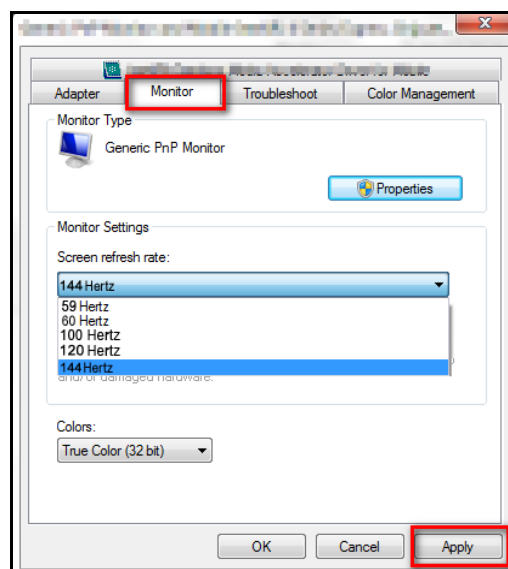 Adapter Monitor Troubleshoot Color Management
Monitor Type
Generic PnP Monitor
Properties
Monitor Settings
Screen refresh rate:
144 Hertz
59 Hertz
60 Hertz
100 Hertz
120 Hertz
144 Hertz
and/or damaged hardware.
Colors:
True Color (32 bit)
OK Cancel Apply